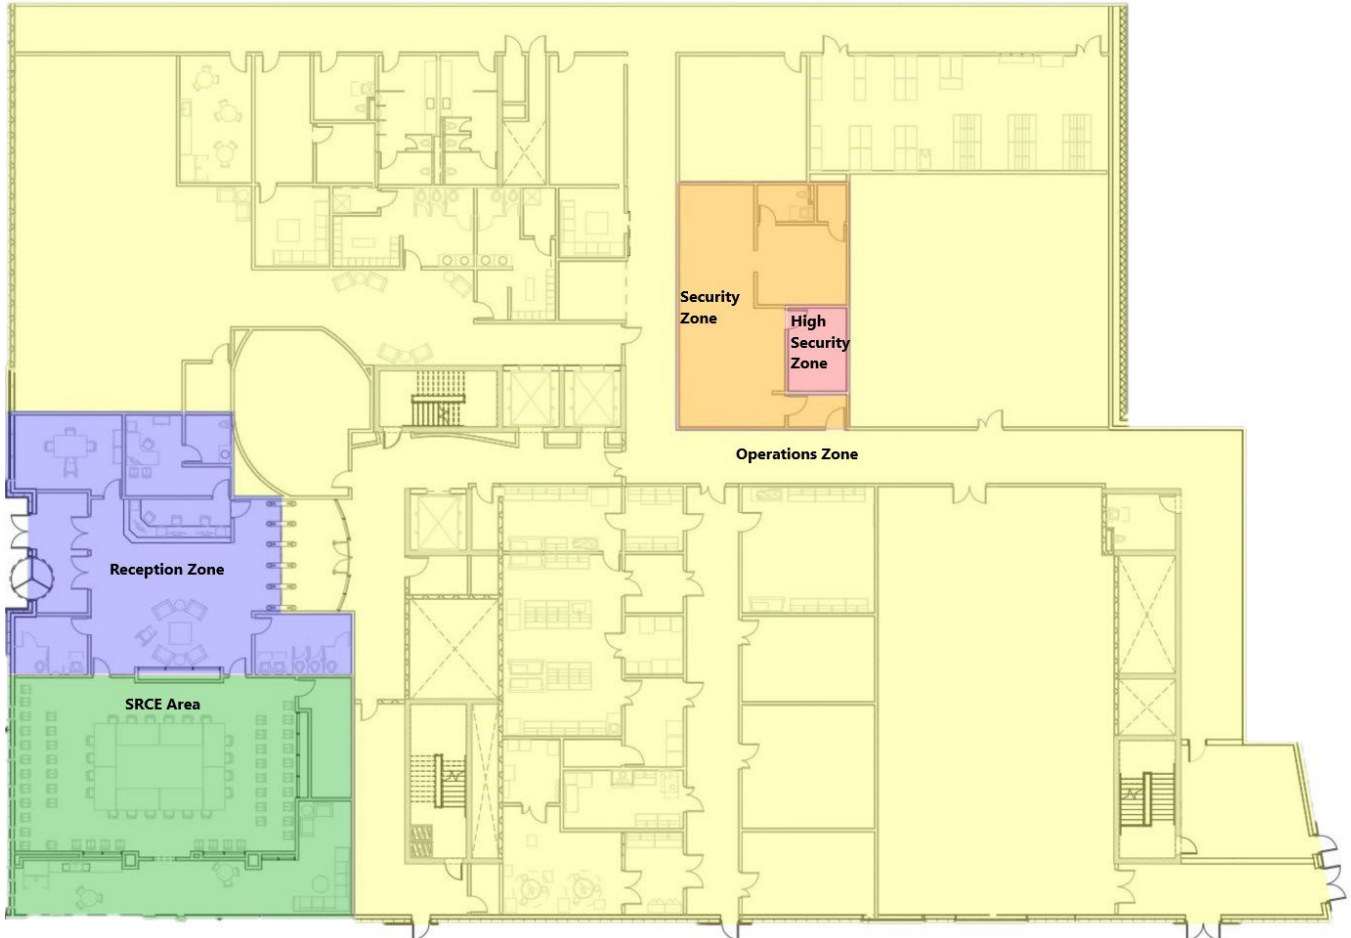 Security
Zone
High
Security
Zone
Operations Zone
Reception Zone
SRCE Area